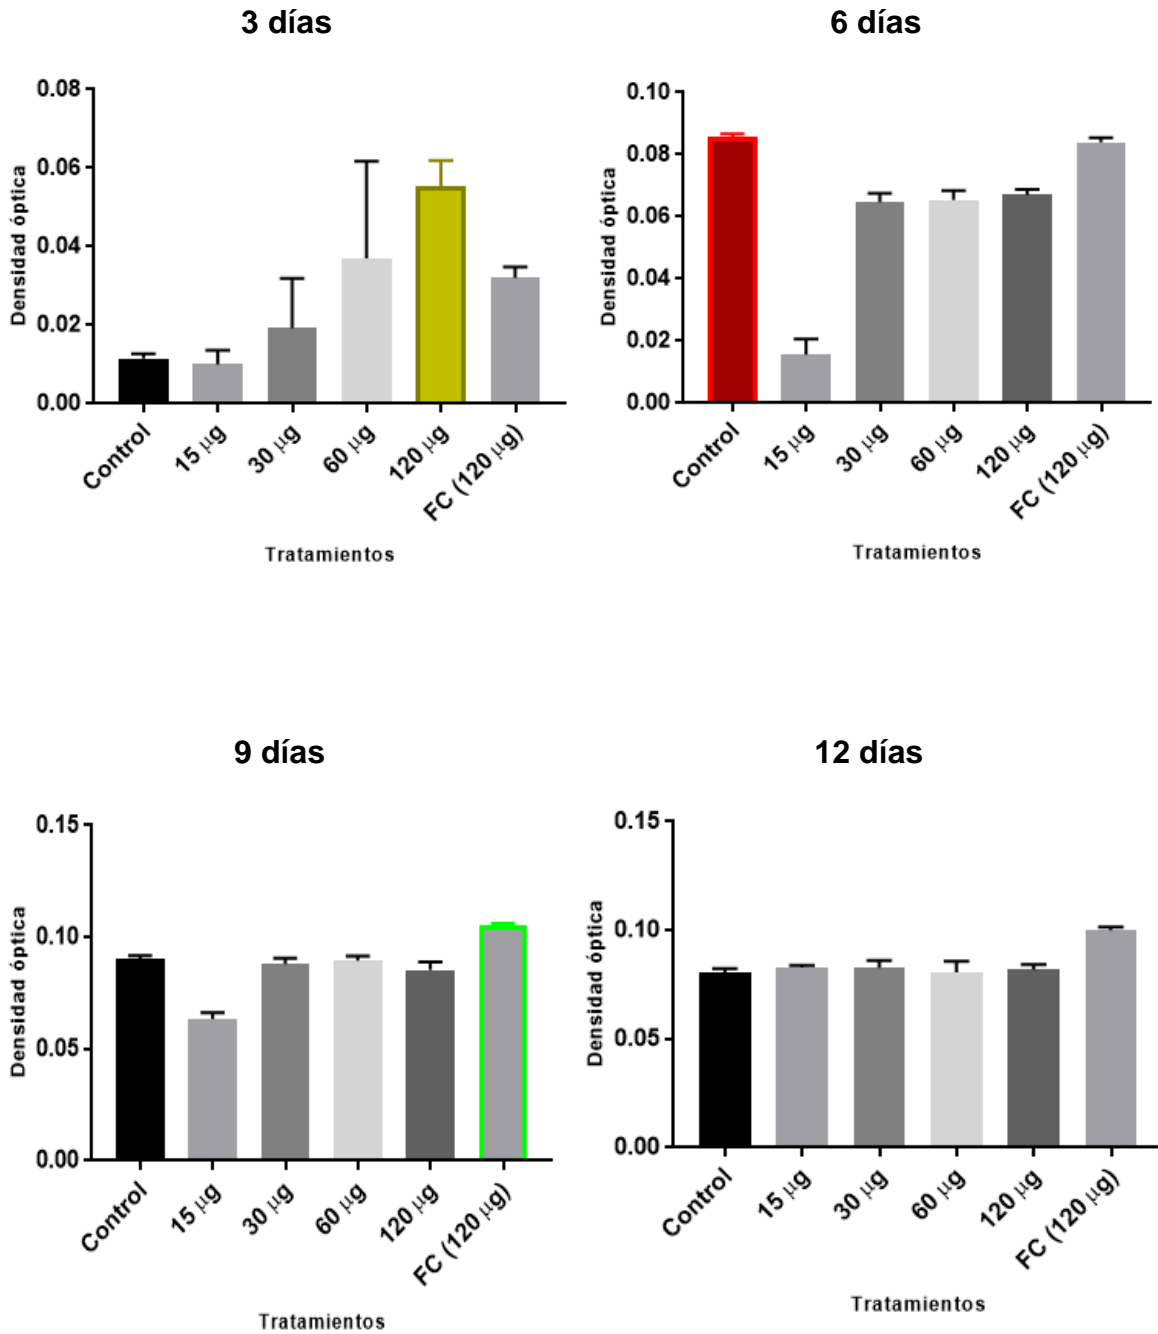 3 días
6 días
0.08
0.06
0.04
0.02
0.00
Densidad óptica
Control
15 µg
30 µg
60 µg
120 µg
FC (120 µg)
Tratamientos
0.10
0.08
0.06
0.04
0.02
0.00
Densidad óptica
Control
15 µg
30 µg
60 µg
120 µg
FC (120 µg)
Tratamientos
9 días
12 días
0.15
0.10
0.05
0.00
Densidad óptica
Control
15 µg
30 µg
60 µg
120 µg
FC (120 µg)
Tratamientos
0.15
0.10
0.05
0.00
Densidad óptica
Control
15 µg
30 µg
60 µg
120 µg
FC (120 µg)
Tratamientos